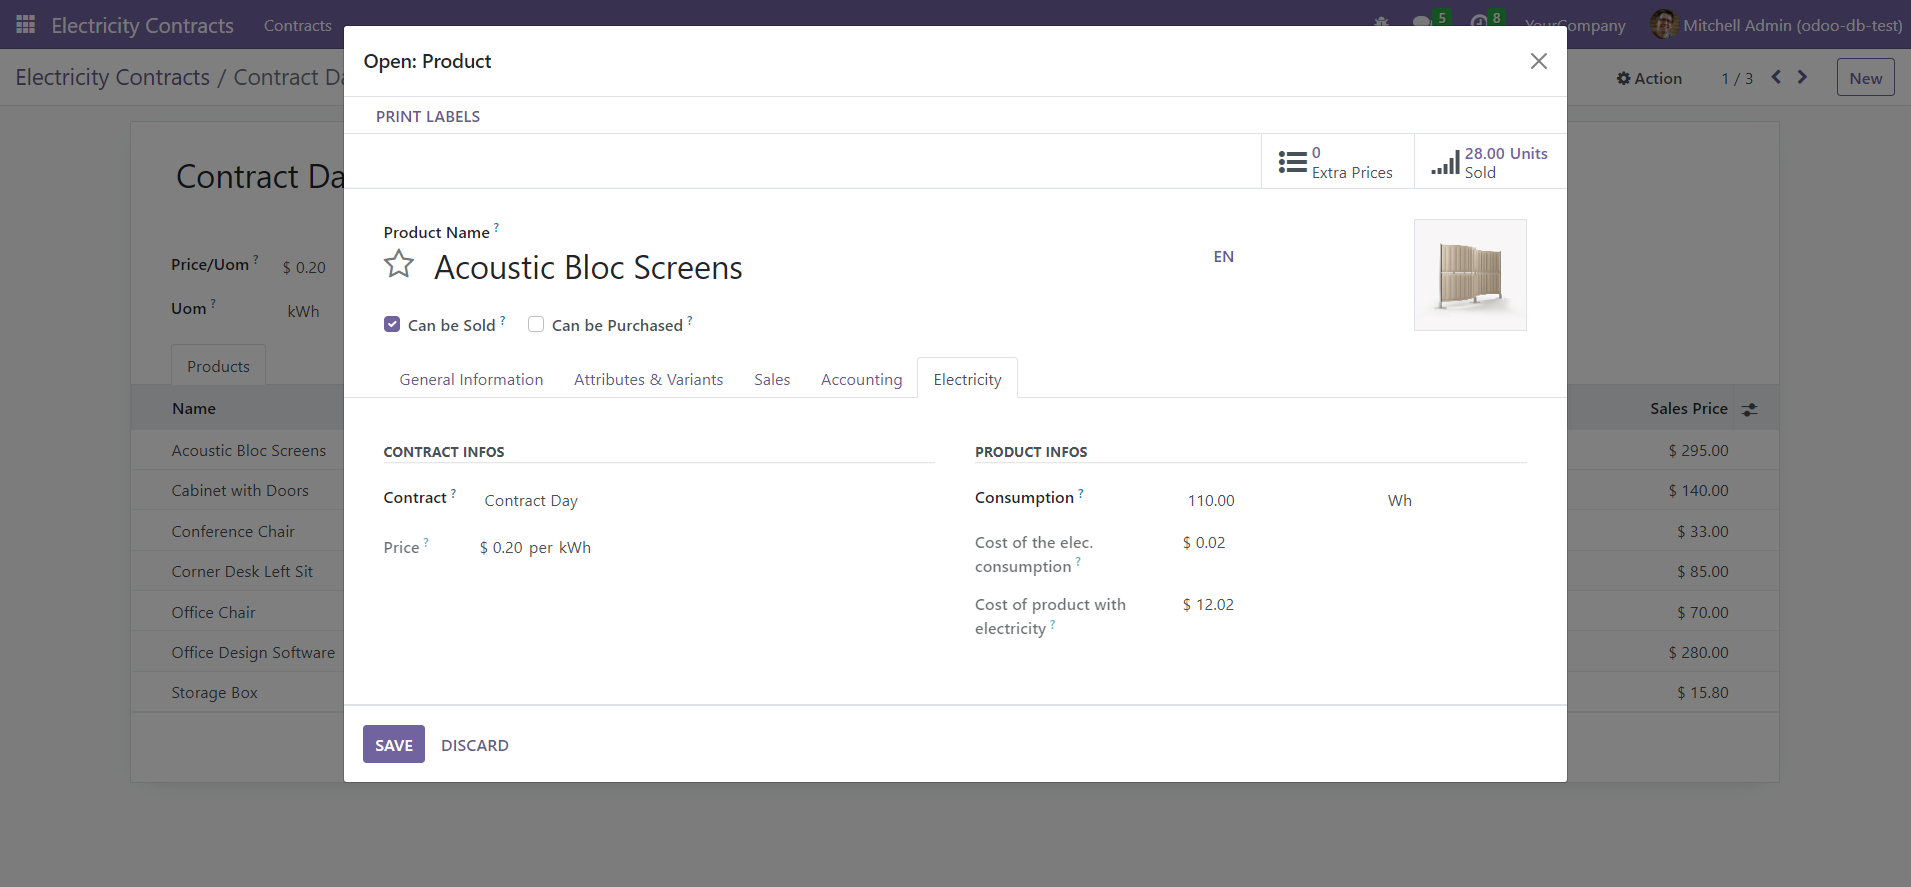 Electricity Contracts Contracts 5 8 YourCompany Mitchell Admin (odoo-db-test)
Electricity Contracts / Contract Action 1 / 3 New
Open: Product
PRINT LABELS
0
Extra Prices
28.00 Units
Sold
Contract
Product Name ?
Acoustic Bloc Screens
EN
Price/Uom ? $ 0.20
Uom ? kWh
Can be Sold ? Can be Purchased ?
Products
General Information Attributes & Variants Sales Accounting Electricity
Name Sales Price
CONTRACT INFOS
Contract ? Contract Day
Price ? $ 0.20 per kWh
PRODUCT INFOS
Consumption ? 110.00 Wh
Cost of the elec.
consumption ? $ 0.02
Cost of product with
electricity ? $ 12.02
Acoustic Bloc Screens $ 295.00
Cabinet with Doors $ 140.00
Conference Chair $ 33.00
Corner Desk Left Sit $ 85.00
Office Chair $ 70.00
Office Design Software $ 280.00
Storage Box $ 15.80
SAVE DISCARD